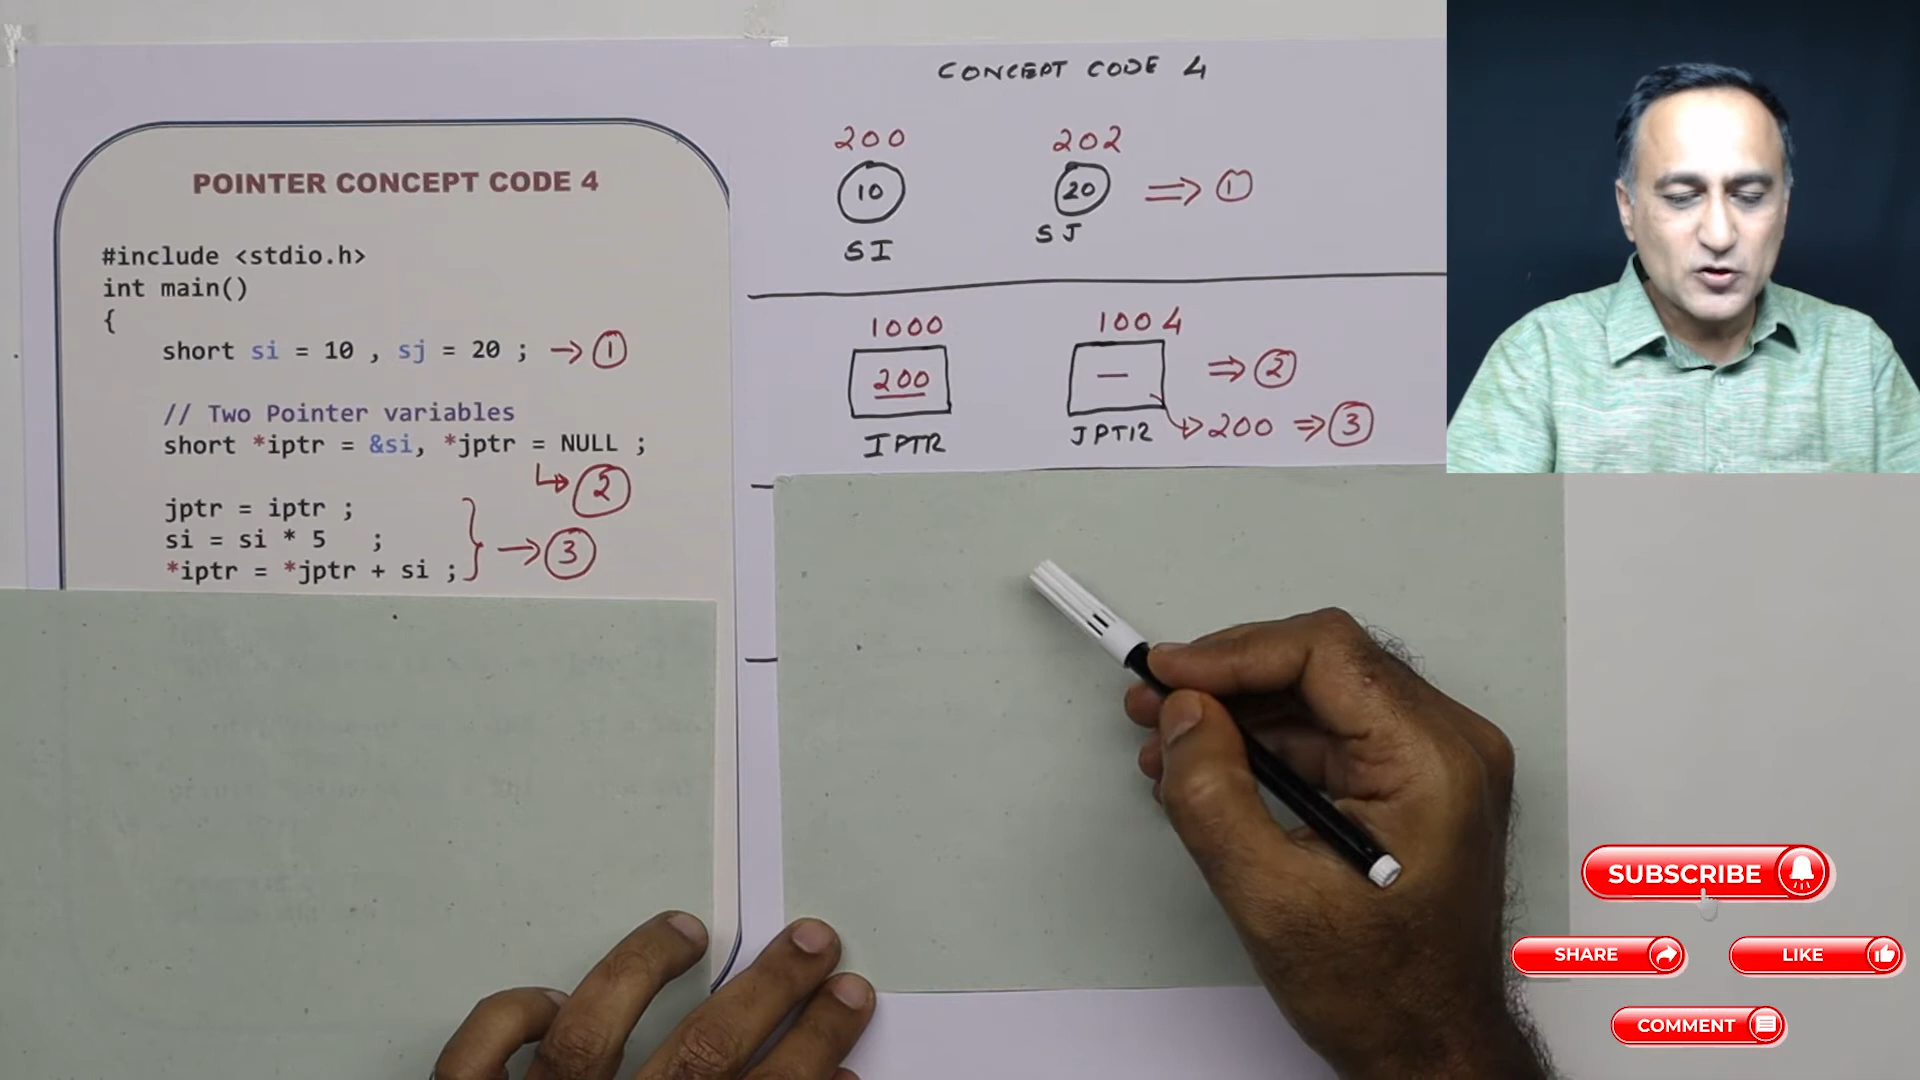 POINTER CONCEPT CODE 4
#include <stdio.h>
int main()
{
short si = 10 , sj = 20 ; → ①
// Two Pointer variables
short *iptr = &si, *jptr = NULL ;
↳ ②
jptr = iptr ;
si = si * 5 ;
*iptr = *jptr + si ; } → ③
CONCEPT CODE 4
200 202
10 20 ⇒ ①
SI SJ
1000 1004
200 — ⇒ ②
→ 200 ⇒ ③
IPTR JPTR
SUBSCRIBE
SHARE LIKE
COMMENT